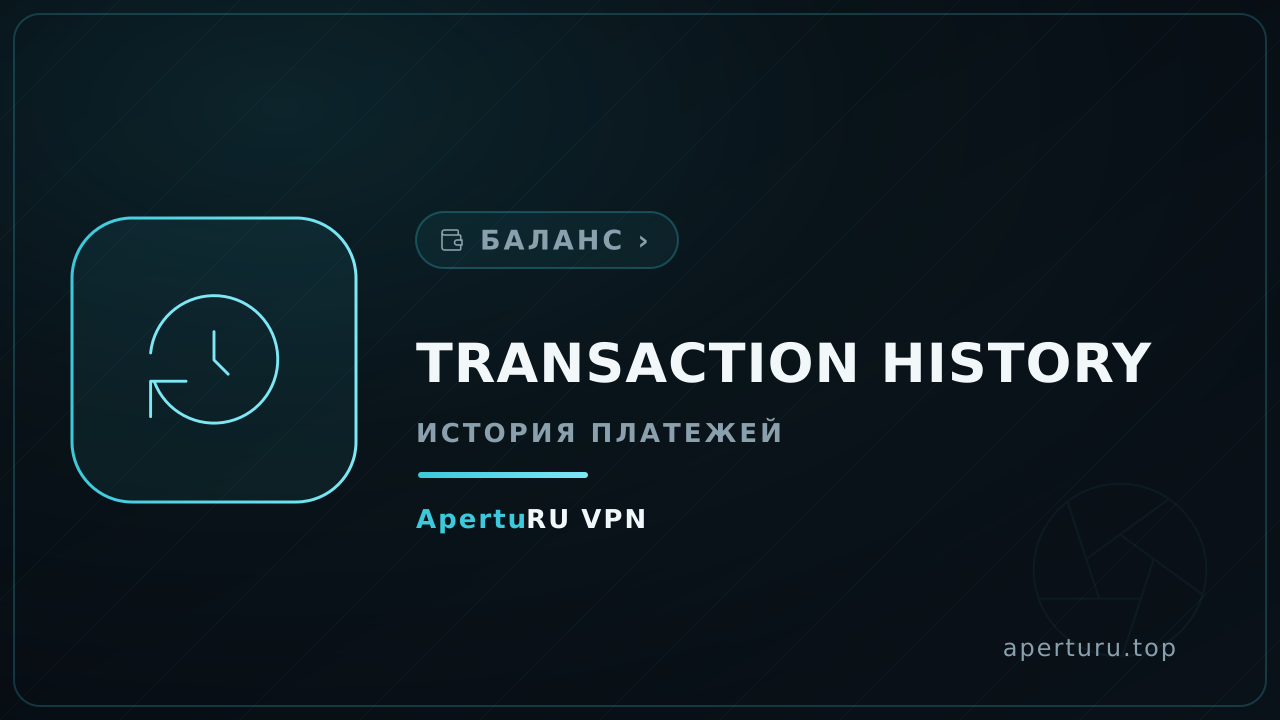 БАЛАНС ›
TRANSACTION HISTORY
ИСТОРИЯ ПЛАТЕЖЕЙ
ApertuRU VPN
aperturu.top